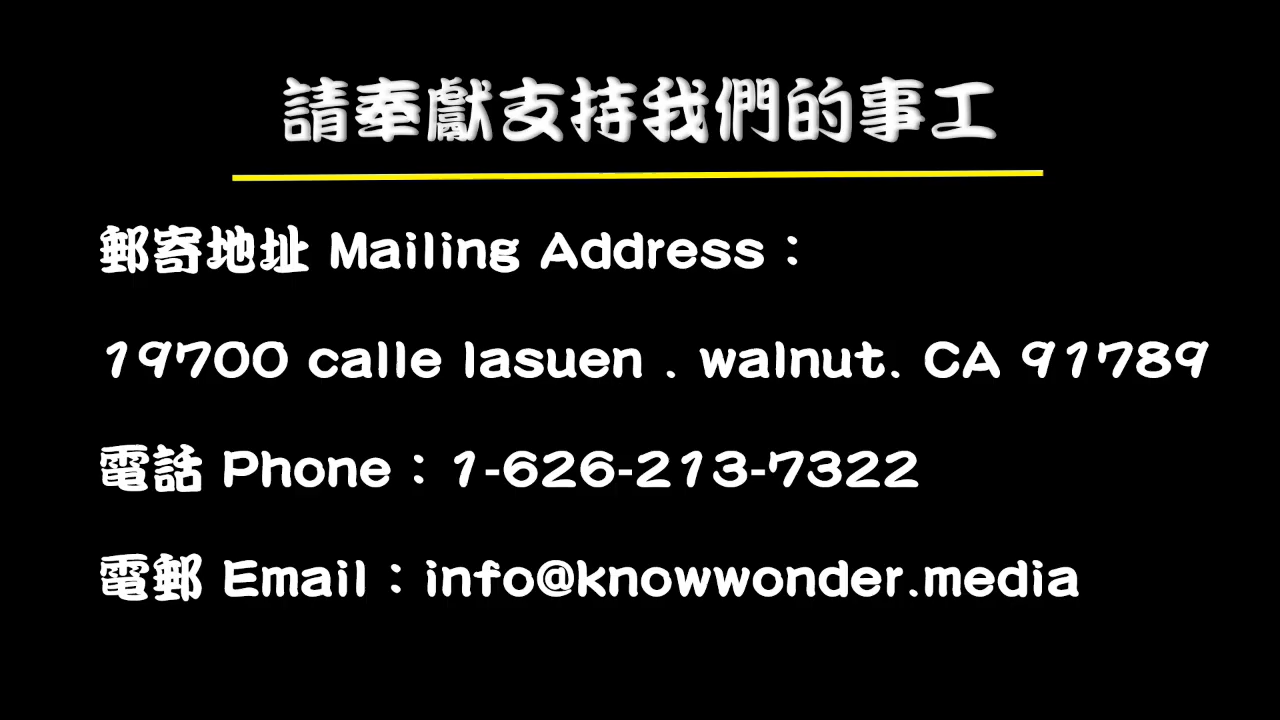 請奉獻支持我們的事工
郵寄地址 Mailing Address：
19700 calle lasuen . walnut. CA 91789
電話 Phone：1-626-213-7322
電郵 Email：info@knowwonder.media